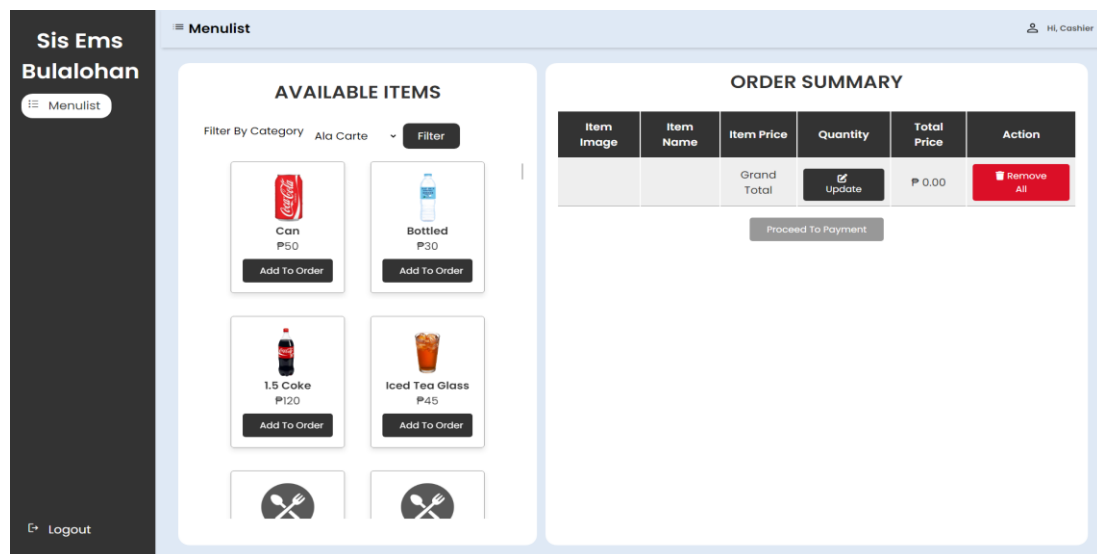 Sis Ems
Bulalohan
Menulist
Logout
Menulist
Hi, Cashier
AVAILABLE ITEMS
Filter By Category Ala Carte Filter
Can
₱50
Add To Order
Bottled
₱30
Add To Order
Coca-Cola
1.5 Coke
₱120
Add To Order
Iced Tea Glass
₱45
Add To Order
ORDER SUMMARY
Item
Image
Item
Name
Item Price
Quantity
Total
Price
Action
Grand
Total
Update
₱ 0.00
Remove
All
Proceed To Payment